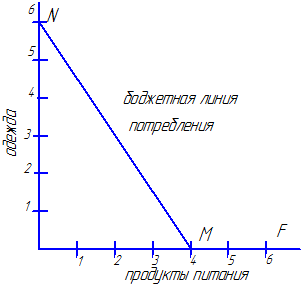 6
N
5
4
3
2
1
одежда
бюджетная линия
потребления
M
F
1
2
3
4
5
6
продукты питания